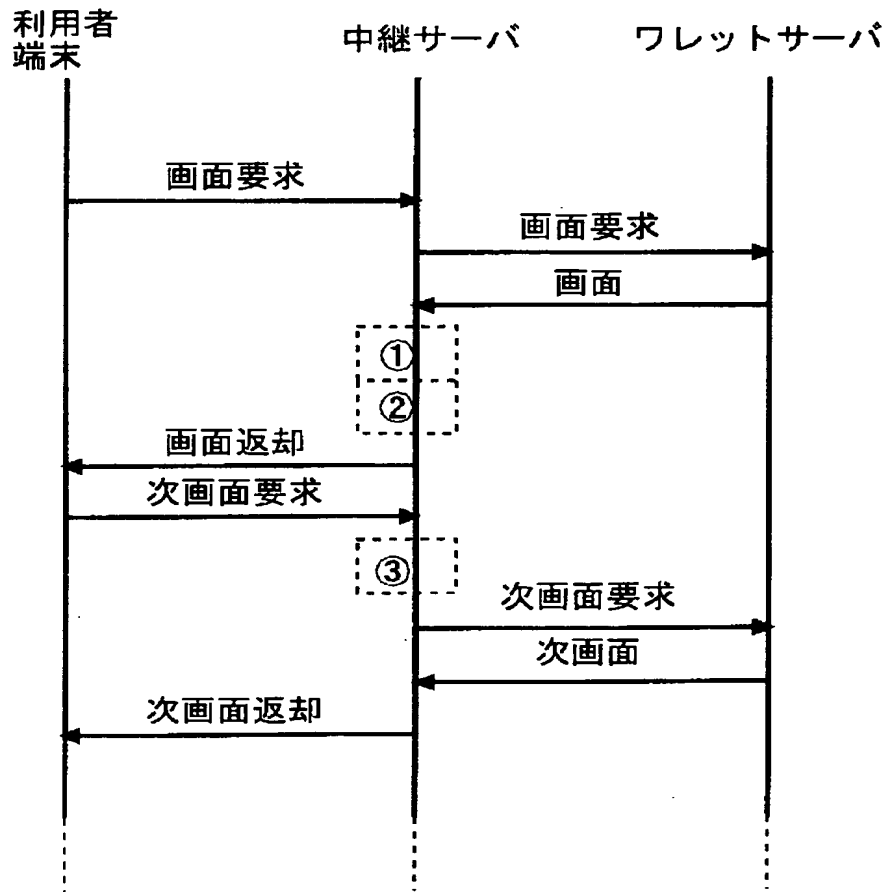 利用者
端末
中継サーバ
ワレットサーバ
画面要求
画面要求
画面
①
②
画面返却
次画面要求
③
次画面要求
次画面
次画面返却